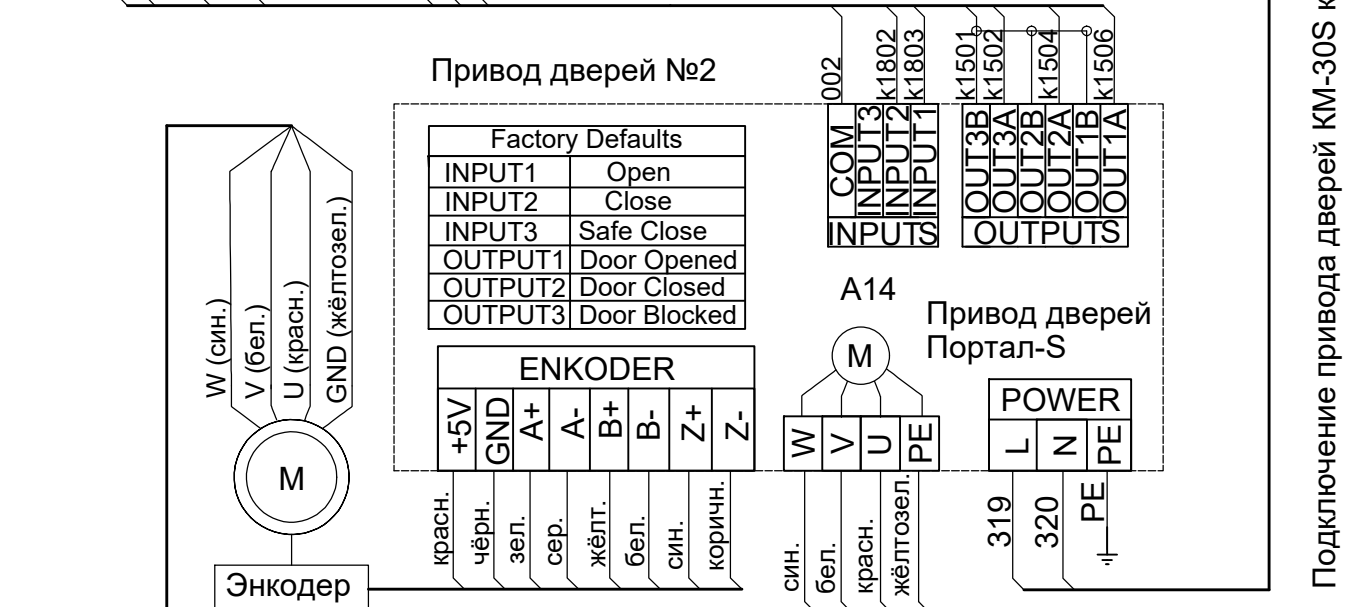 Привод дверей №2
002
k1802
k1803
k1501
k1502
k1504
k1506
COM
INPUT3
INPUT2
INPUT1
INPUTS
OUT3B
OUT3A
OUT2B
OUT2A
OUT1B
OUT1A
OUTPUTS
Factory Defaults
INPUT1 Open
INPUT2 Close
INPUT3 Safe Close
OUTPUT1 Door Opened
OUTPUT2 Door Closed
OUTPUT3 Door Blocked
A14
Привод дверей
Портал-S
W (син.)
V (бел.)
U (красн.)
GND (жёлтозел.)
M
Энкодер
ENKODER
+5V
GND
A+
A-
B+
B-
Z+
Z-
красн.
чёрн.
зел.
сер.
жёлт.
бел.
син.
коричн.
M
W
V
U
PE
син.
бел.
красн.
жёлтозел.
POWER
L
N
PE
319
320
PE
Подключение привода дверей КМ-30S